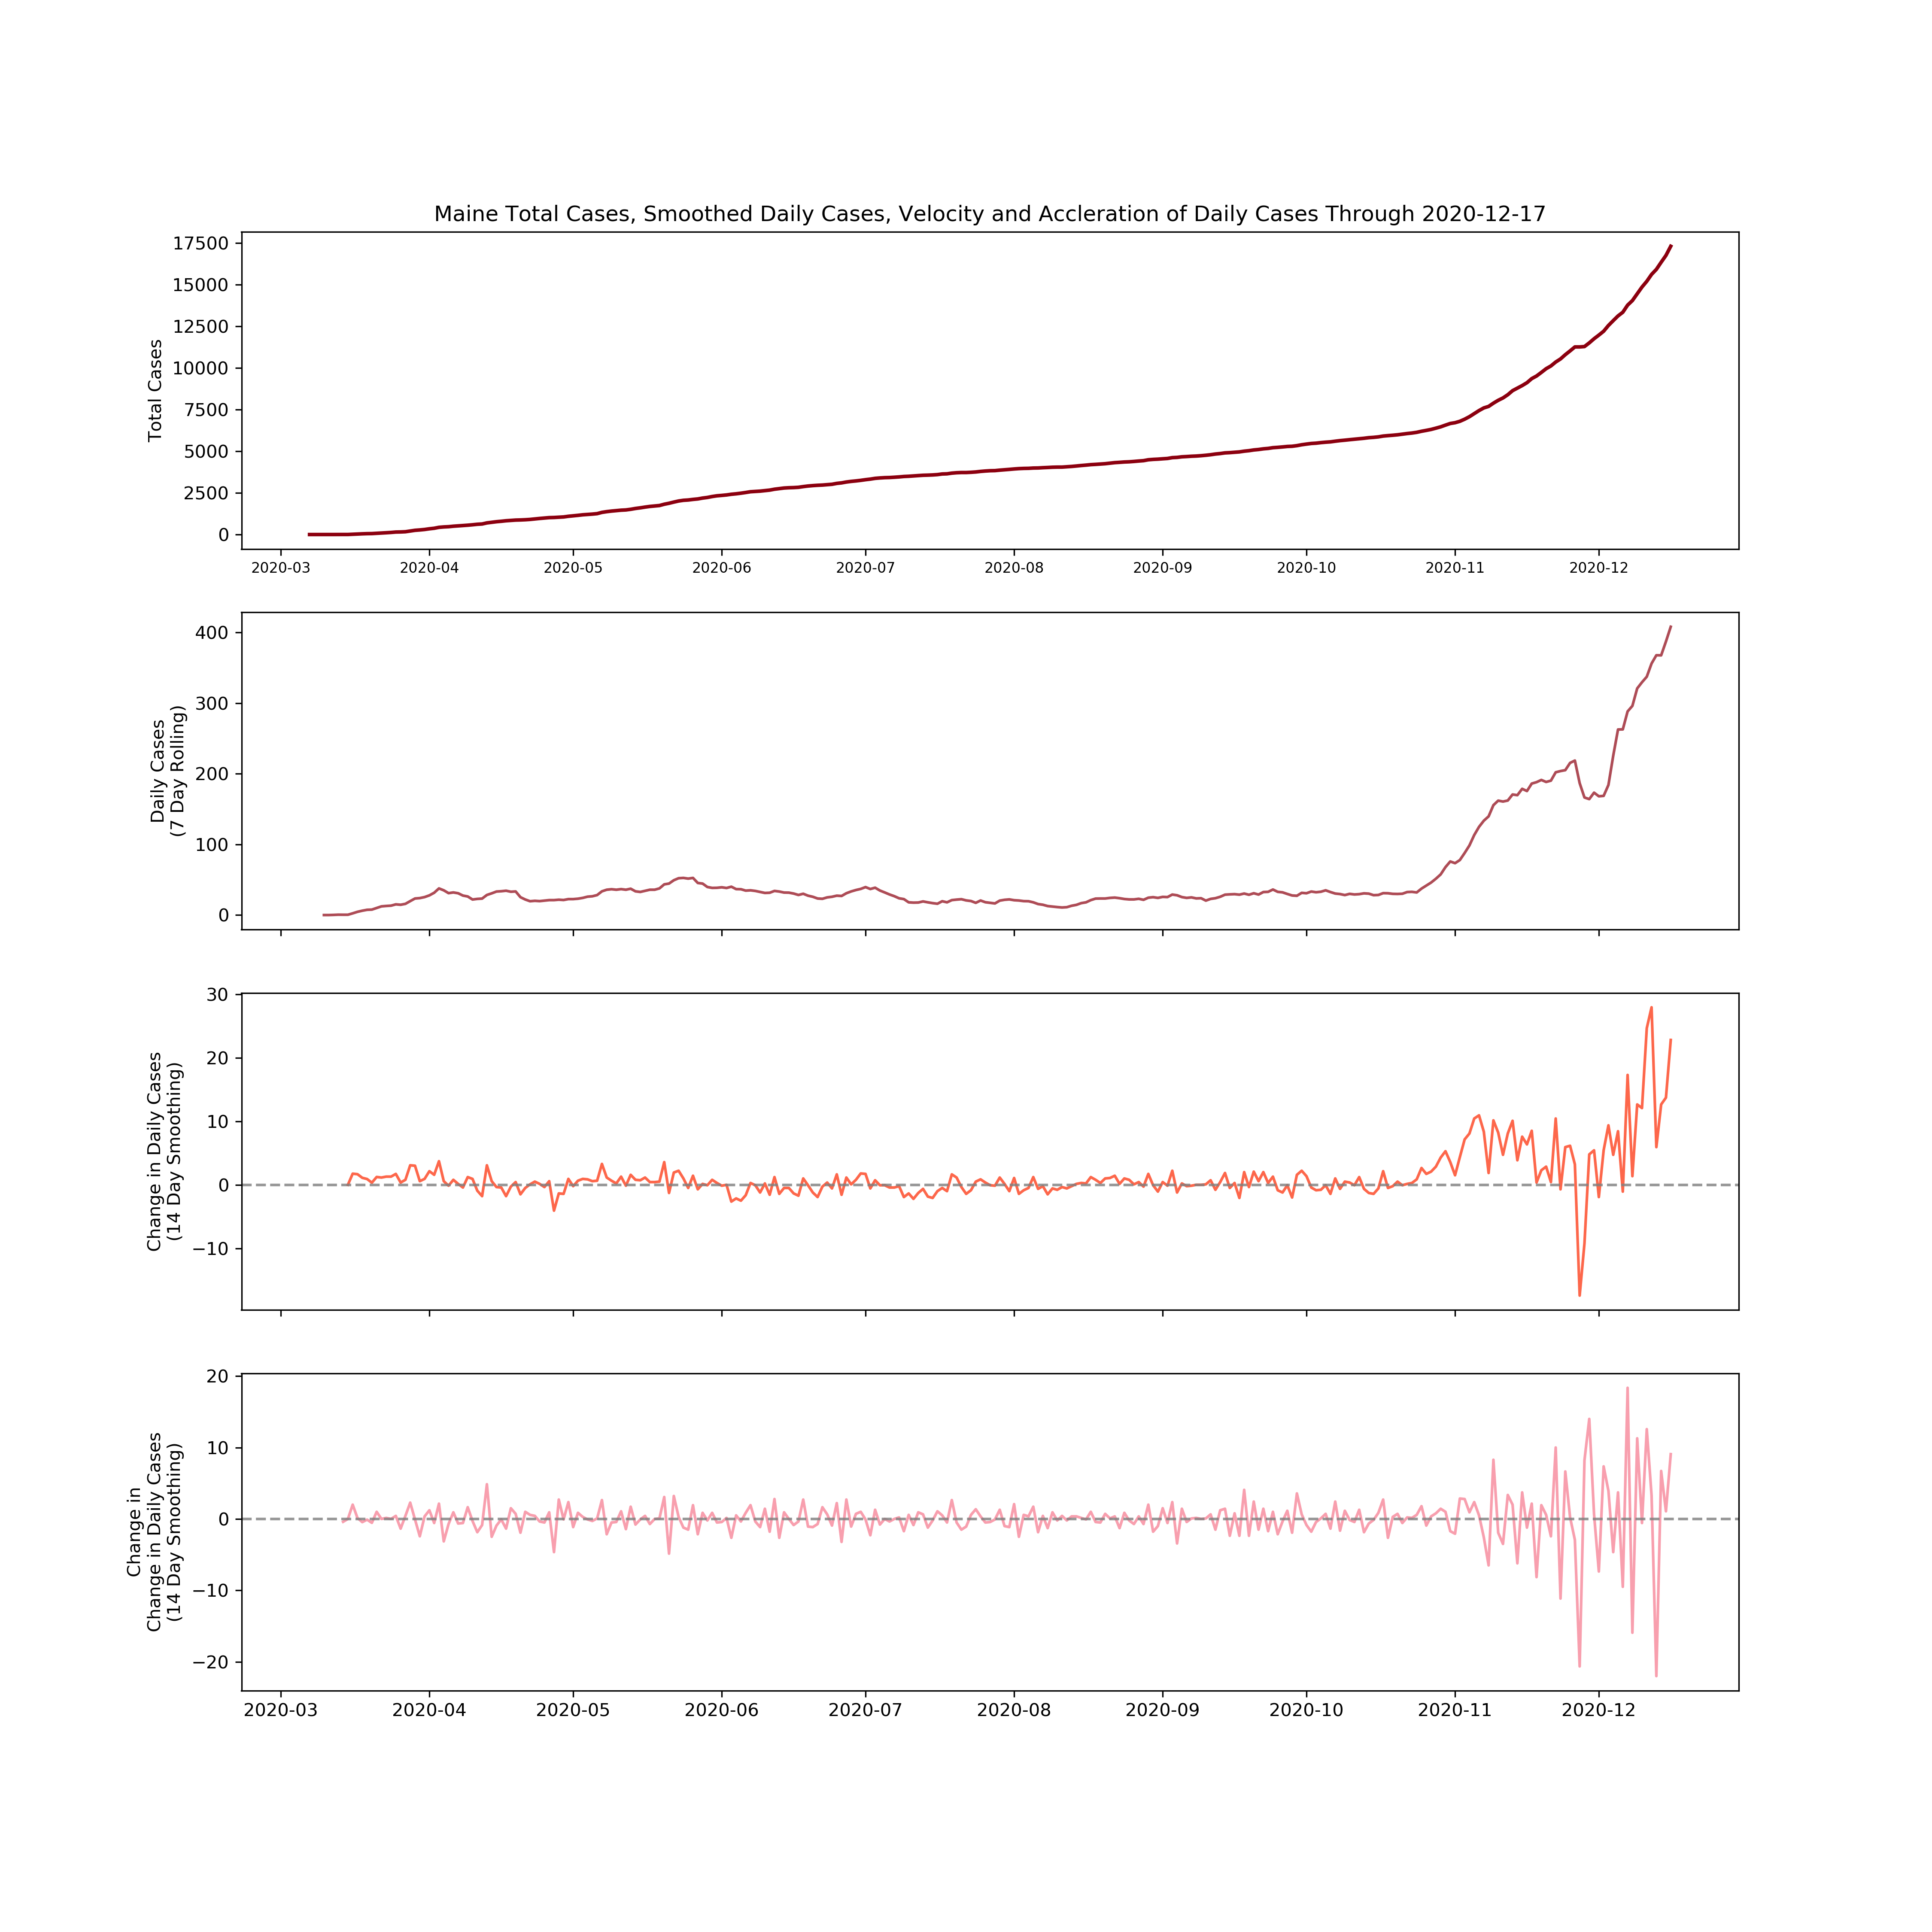 Maine Total Cases, Smoothed Daily Cases, Velocity and Accleration of Daily Cases Through 2020-12-17
Total Cases
17500
15000
12500
10000
7500
5000
2500
0
2020-03 2020-04 2020-05 2020-06 2020-07 2020-08 2020-09 2020-10 2020-11 2020-12
Daily Cases
(7 Day Rolling)
400
300
200
100
0
Change in Daily Cases
(14 Day Smoothing)
30
20
10
0
−10
Change in
Change in Daily Cases
(14 Day Smoothing)
20
10
0
−10
−20
2020-03 2020-04 2020-05 2020-06 2020-07 2020-08 2020-09 2020-10 2020-11 2020-12